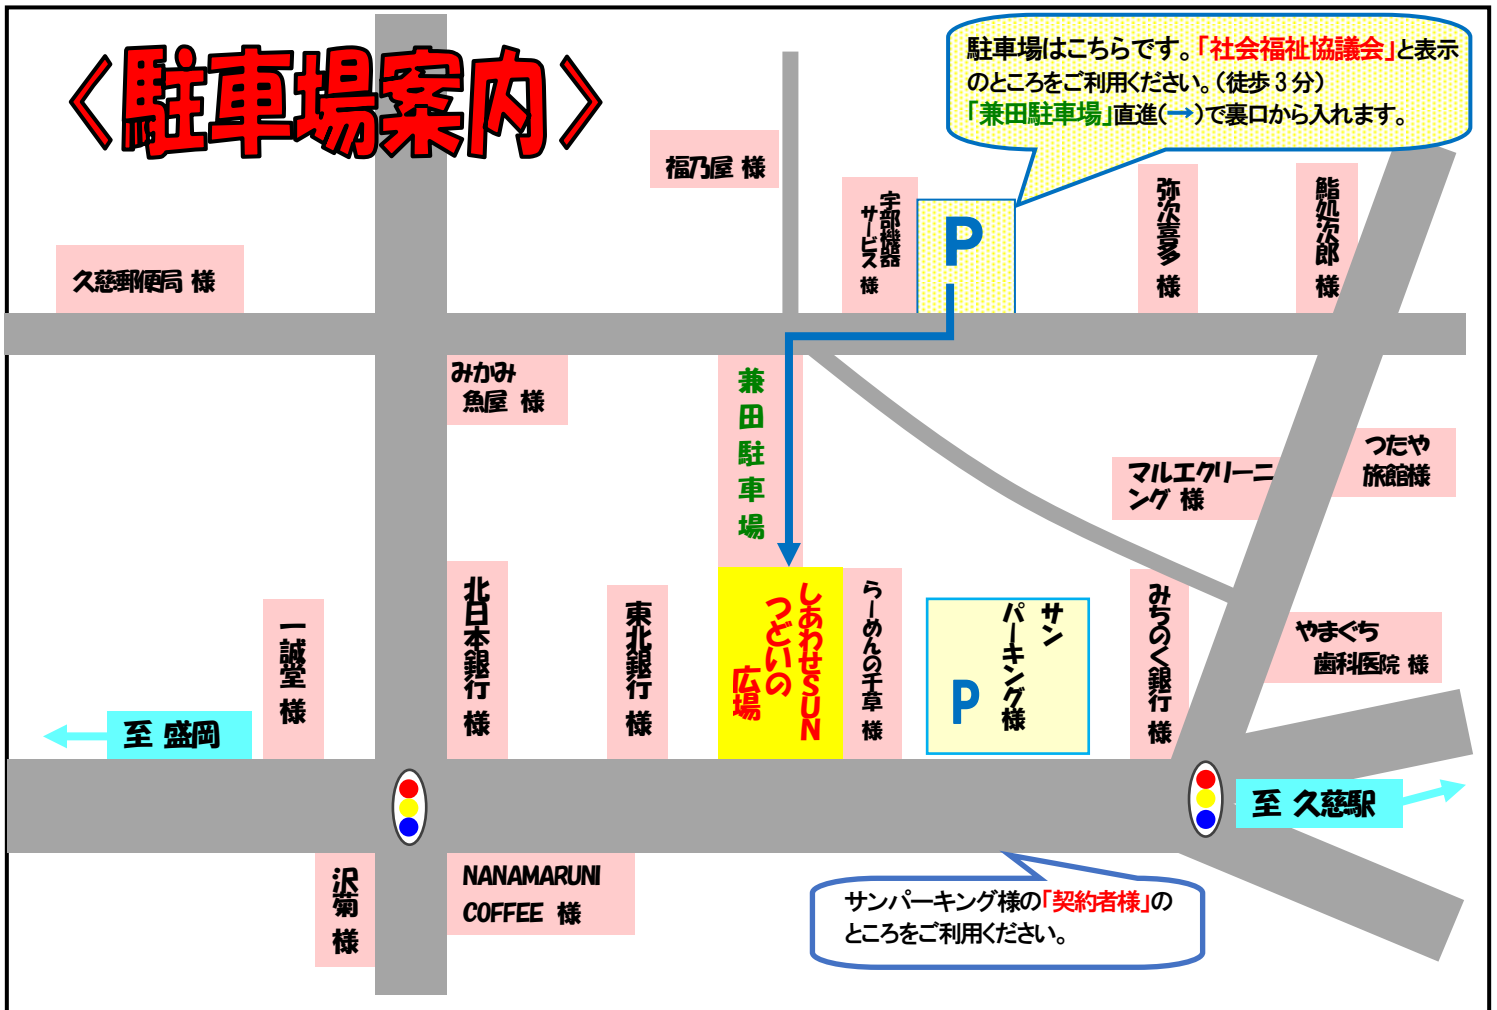 〈駐車場案内〉
駐車場はこちらです。「社会福祉協議会」と表示
のところをご利用ください。（徒歩３分）
「兼田駐車場」直進(→)で裏口から入れます。
福乃屋 様
宇部機器
サービス 様
P
弥次喜多 様
鮨処次郎 様
久慈郵便局 様
みかみ
魚屋 様
兼田駐車場
マルエクリーニ
ング 様
つたや
旅館様
一誠堂 様
北日本銀行 様
東北銀行 様
しあわせSUN
つどいの
広場
らーめんの千草 様
サン
パーキング様
P
みちのく銀行 様
やまぐち
歯科医院 様
至 盛岡
至 久慈駅
沢菊 様
NANAMARUNI
COFFEE 様
サンパーキング様の「契約者様」の
ところをご利用ください。